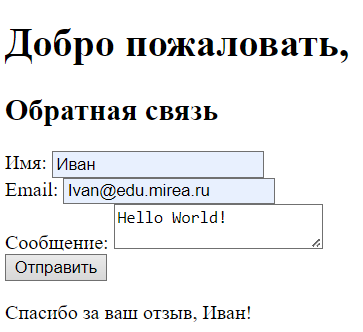 Добро пожаловать,
Обратная связь
Имя: Иван
Email: Ivan@edu.mirea.ru
Hello World!
Сообщение:
Отправить
Спасибо за ваш отзыв, Иван!